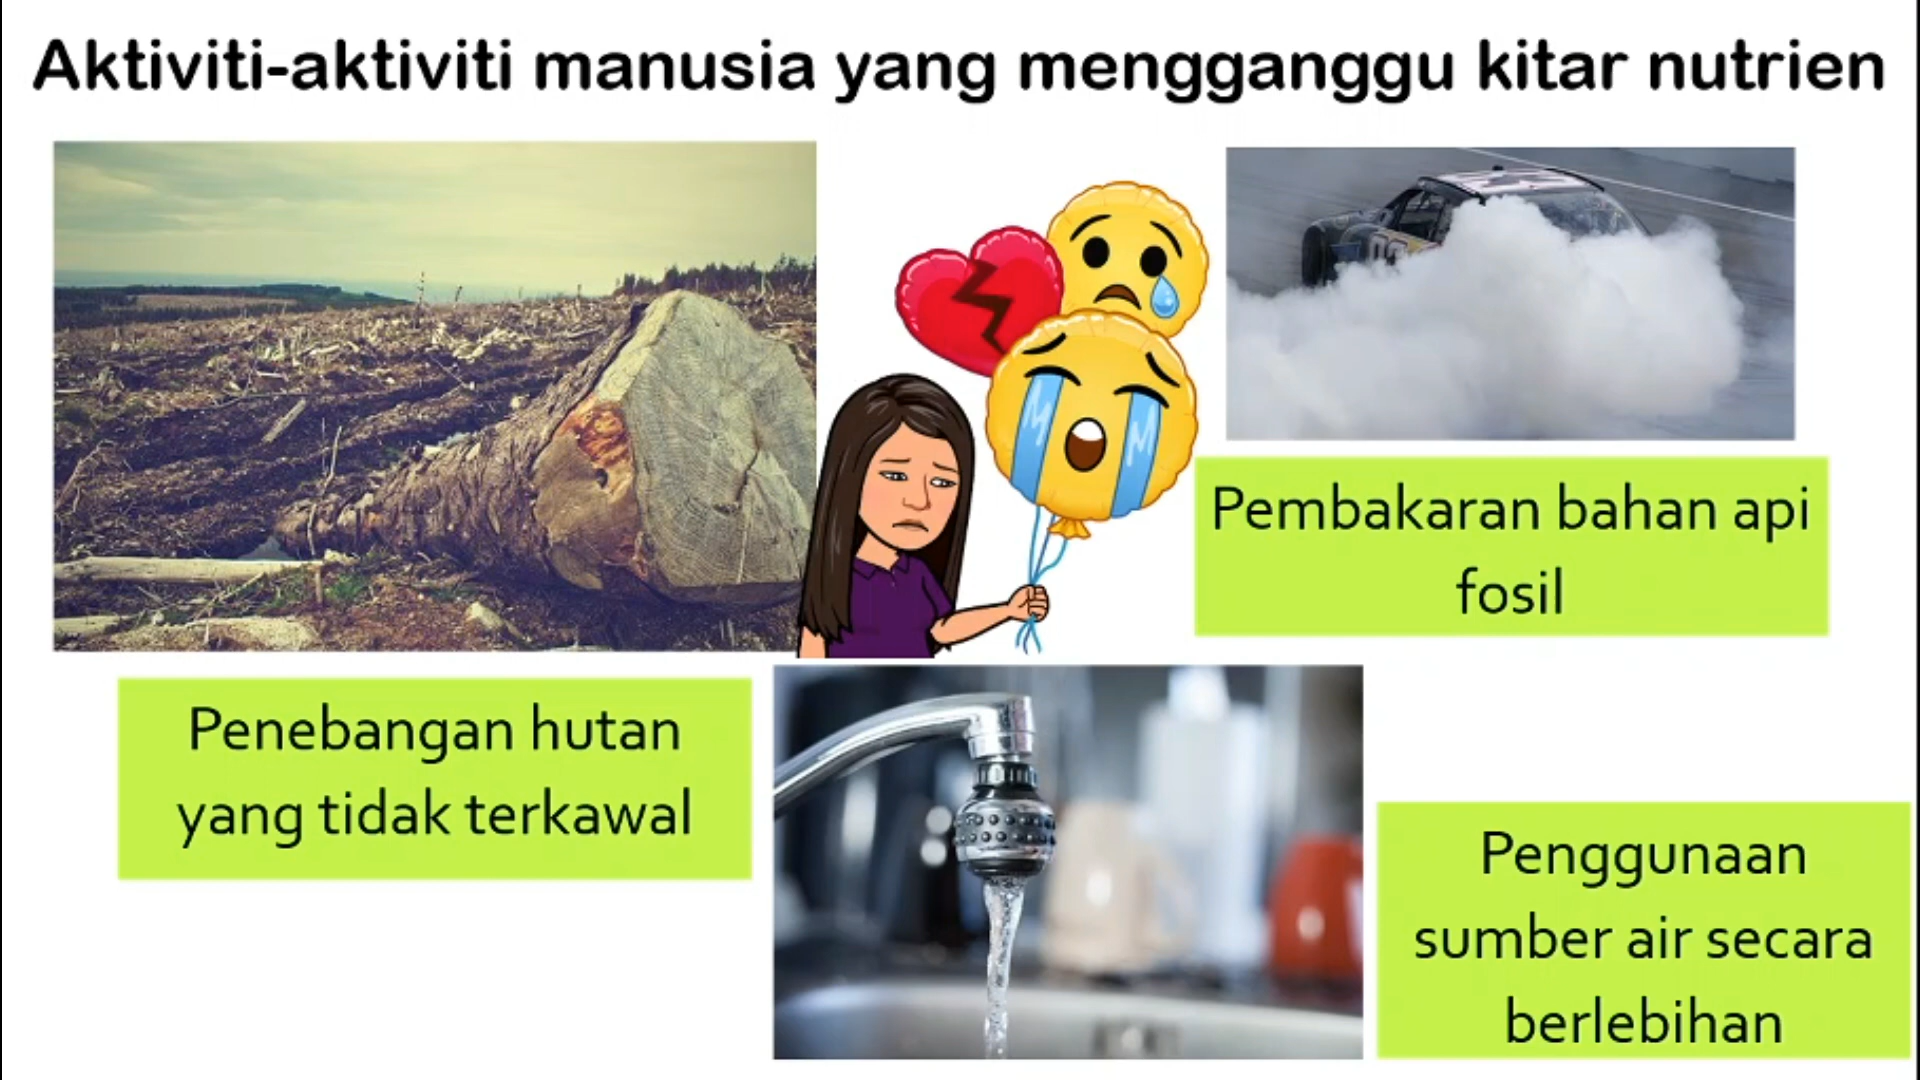 Aktiviti-aktiviti manusia yang mengganggu kitar nutrien
Pembakaran bahan api
fosil
Penebangan hutan
yang tidak terkawal
Penggunaan
sumber air secara
berlebihan